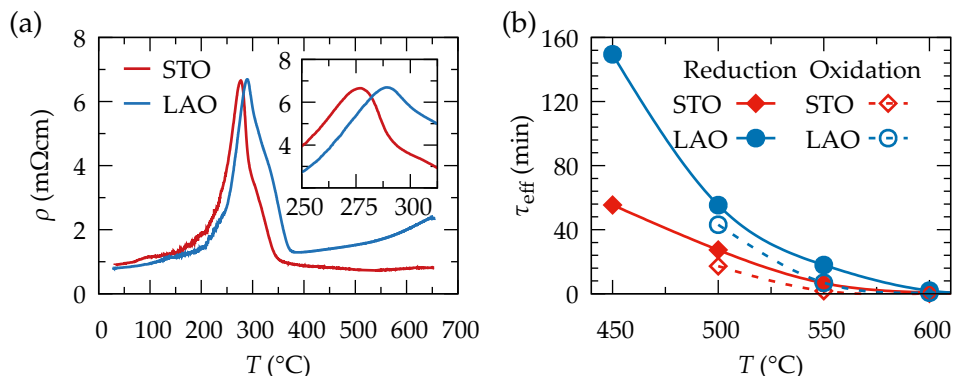 (a)
8
6
4
2
0
ρ (mΩcm)
STO
LAO
8
6
4
250 275 300
0 100 200 300 400 500 600 700
T (°C)
(b)
160
120
80
40
0
τeff (min)
Reduction Oxidation
STO STO
LAO LAO
450 500 550 600
T (°C)